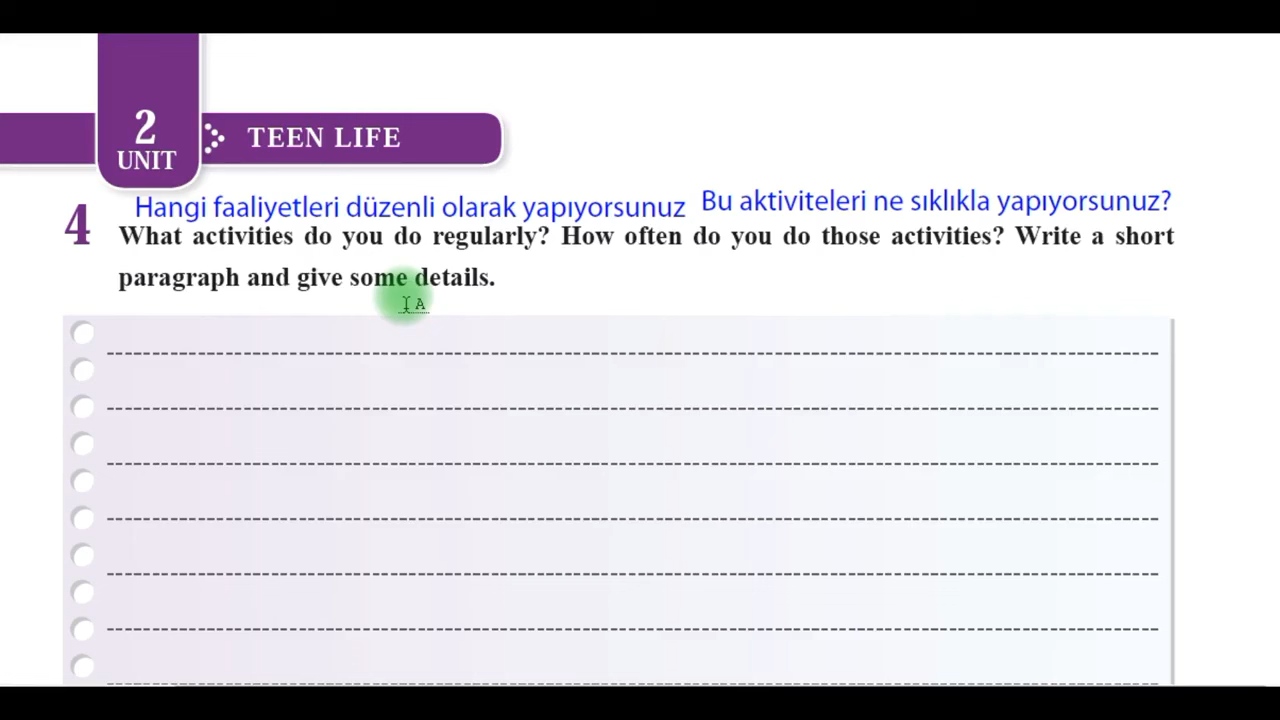 2
UNIT
TEEN LIFE
Hangi faaliyetleri düzenli olarak yapıyorsunuz Bu aktiviteleri ne sıklıkla yapıyorsunuz?
4
What activities do you do regularly? How often do you do those activities? Write a short
paragraph and give some details.
A